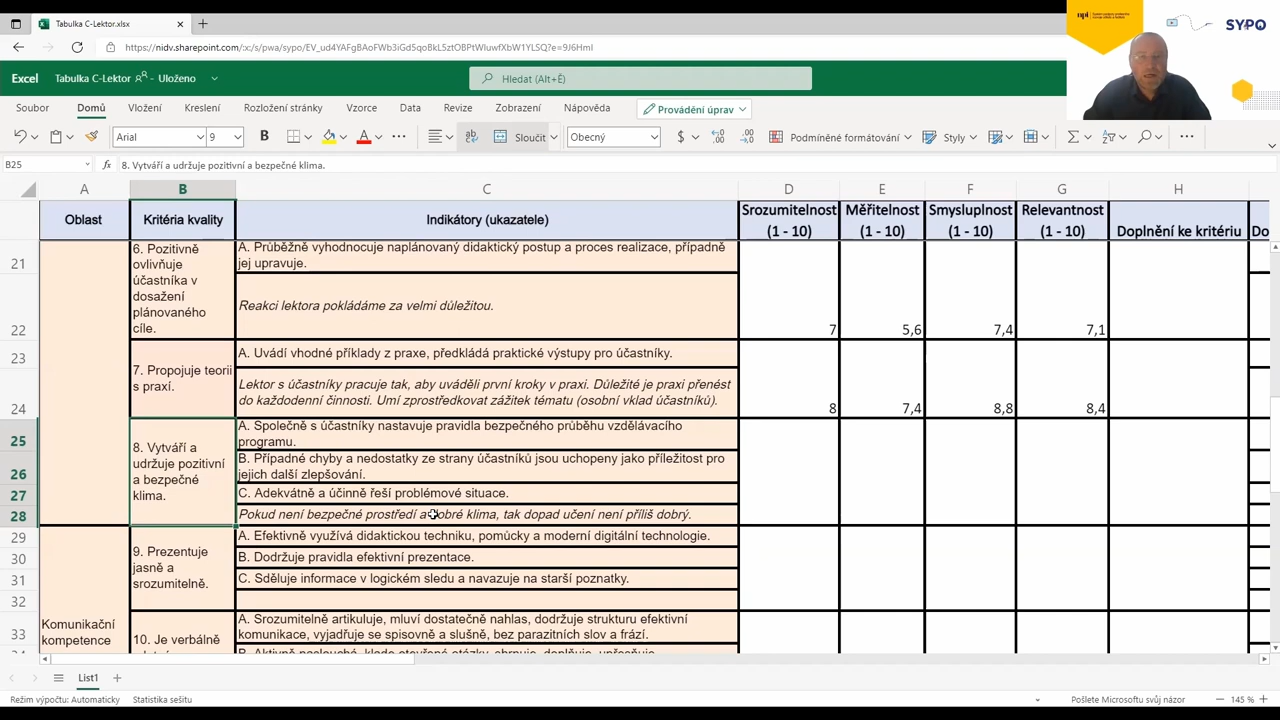 Tabulka C-Lektor.xlsx
https://nidv.sharepoint.com/:x:/s/pwa/sypo/EV_ud4YAFgBAoFWb3iGd5qoBkL5ztOBPtWIuwfXbW1YLSQ?e=9J6HmI
npi
SYPO
Excel
Tabulka C-Lektor - Uloženo
Hledat (Alt+É)
Soubor Domů Vložení Kreslení Rozložení stránky Vzorce Data Revize Zobrazení Nápověda Provádění úprav
Arial 9 B A Sloučit Obecný $ Podmíněné formátování Styly
B25 fx 8. Vytváří a udržuje pozitivní a bezpečné klima.
A B C D E F G H
Oblast Kritéria kvality Indikátory (ukazatele) Srozumitelnost (1 - 10) Měřitelnost (1 - 10) Smysluplnost (1 - 10) Relevantnost (1 - 10) Doplnění ke kritériu Do
6. Pozitivně
ovlivňuje
účastníka v
dosažení
plánovaného
cíle.
21 A. Průběžně vyhodnocuje naplánovaný didaktický postup a proces realizace, případně
jej upravuje.
22 Reakci lektora pokládáme za velmi důležitou. 7 5,6 7,4 7,1
7. Propojuje teorii
s praxí.
23 A. Uvádí vhodné příklady z praxe, předkládá praktické výstupy pro účastníky.
24 Lektor s účastníky pracuje tak, aby uváděli první kroky v praxi. Důležité je praxi přenést
do každodenní činnosti. Umí zprostředkovat zážitek tématu (osobní vklad účastníků). 8 7,4 8,8 8,4
8. Vytváří a
udržuje pozitivní
a bezpečné
klima.
25 A. Společně s účastníky nastavuje pravidla bezpečného průběhu vzdělávacího
programu.
26 B. Případné chyby a nedostatky ze strany účastníků jsou uchopeny jako příležitost pro
jejich další zlepšování.
27 C. Adekvátně a účinně řeší problémové situace.
28 Pokud není bezpečné prostředí a dobré klima, tak dopad učení není příliš dobrý.
9. Prezentuje
jasně a
srozumitelně.
29 A. Efektivně využívá didaktickou techniku, pomůcky a moderní digitální technologie.
30 B. Dodržuje pravidla efektivní prezentace.
31 C. Sděluje informace v logickém sledu a navazuje na starší poznatky.
32
Komunikační
kompetence
10. Je verbálně
33 A. Srozumitelně artikuluje, mluví dostatečně nahlas, dodržuje strukturu efektivní
komunikace, vyjadřuje se spisovně a slušně, bez parazitních slov a frází.
List1
Režim výpočtu: Automaticky Statistika sešitu Pošlete Microsoftu svůj názor 145 %